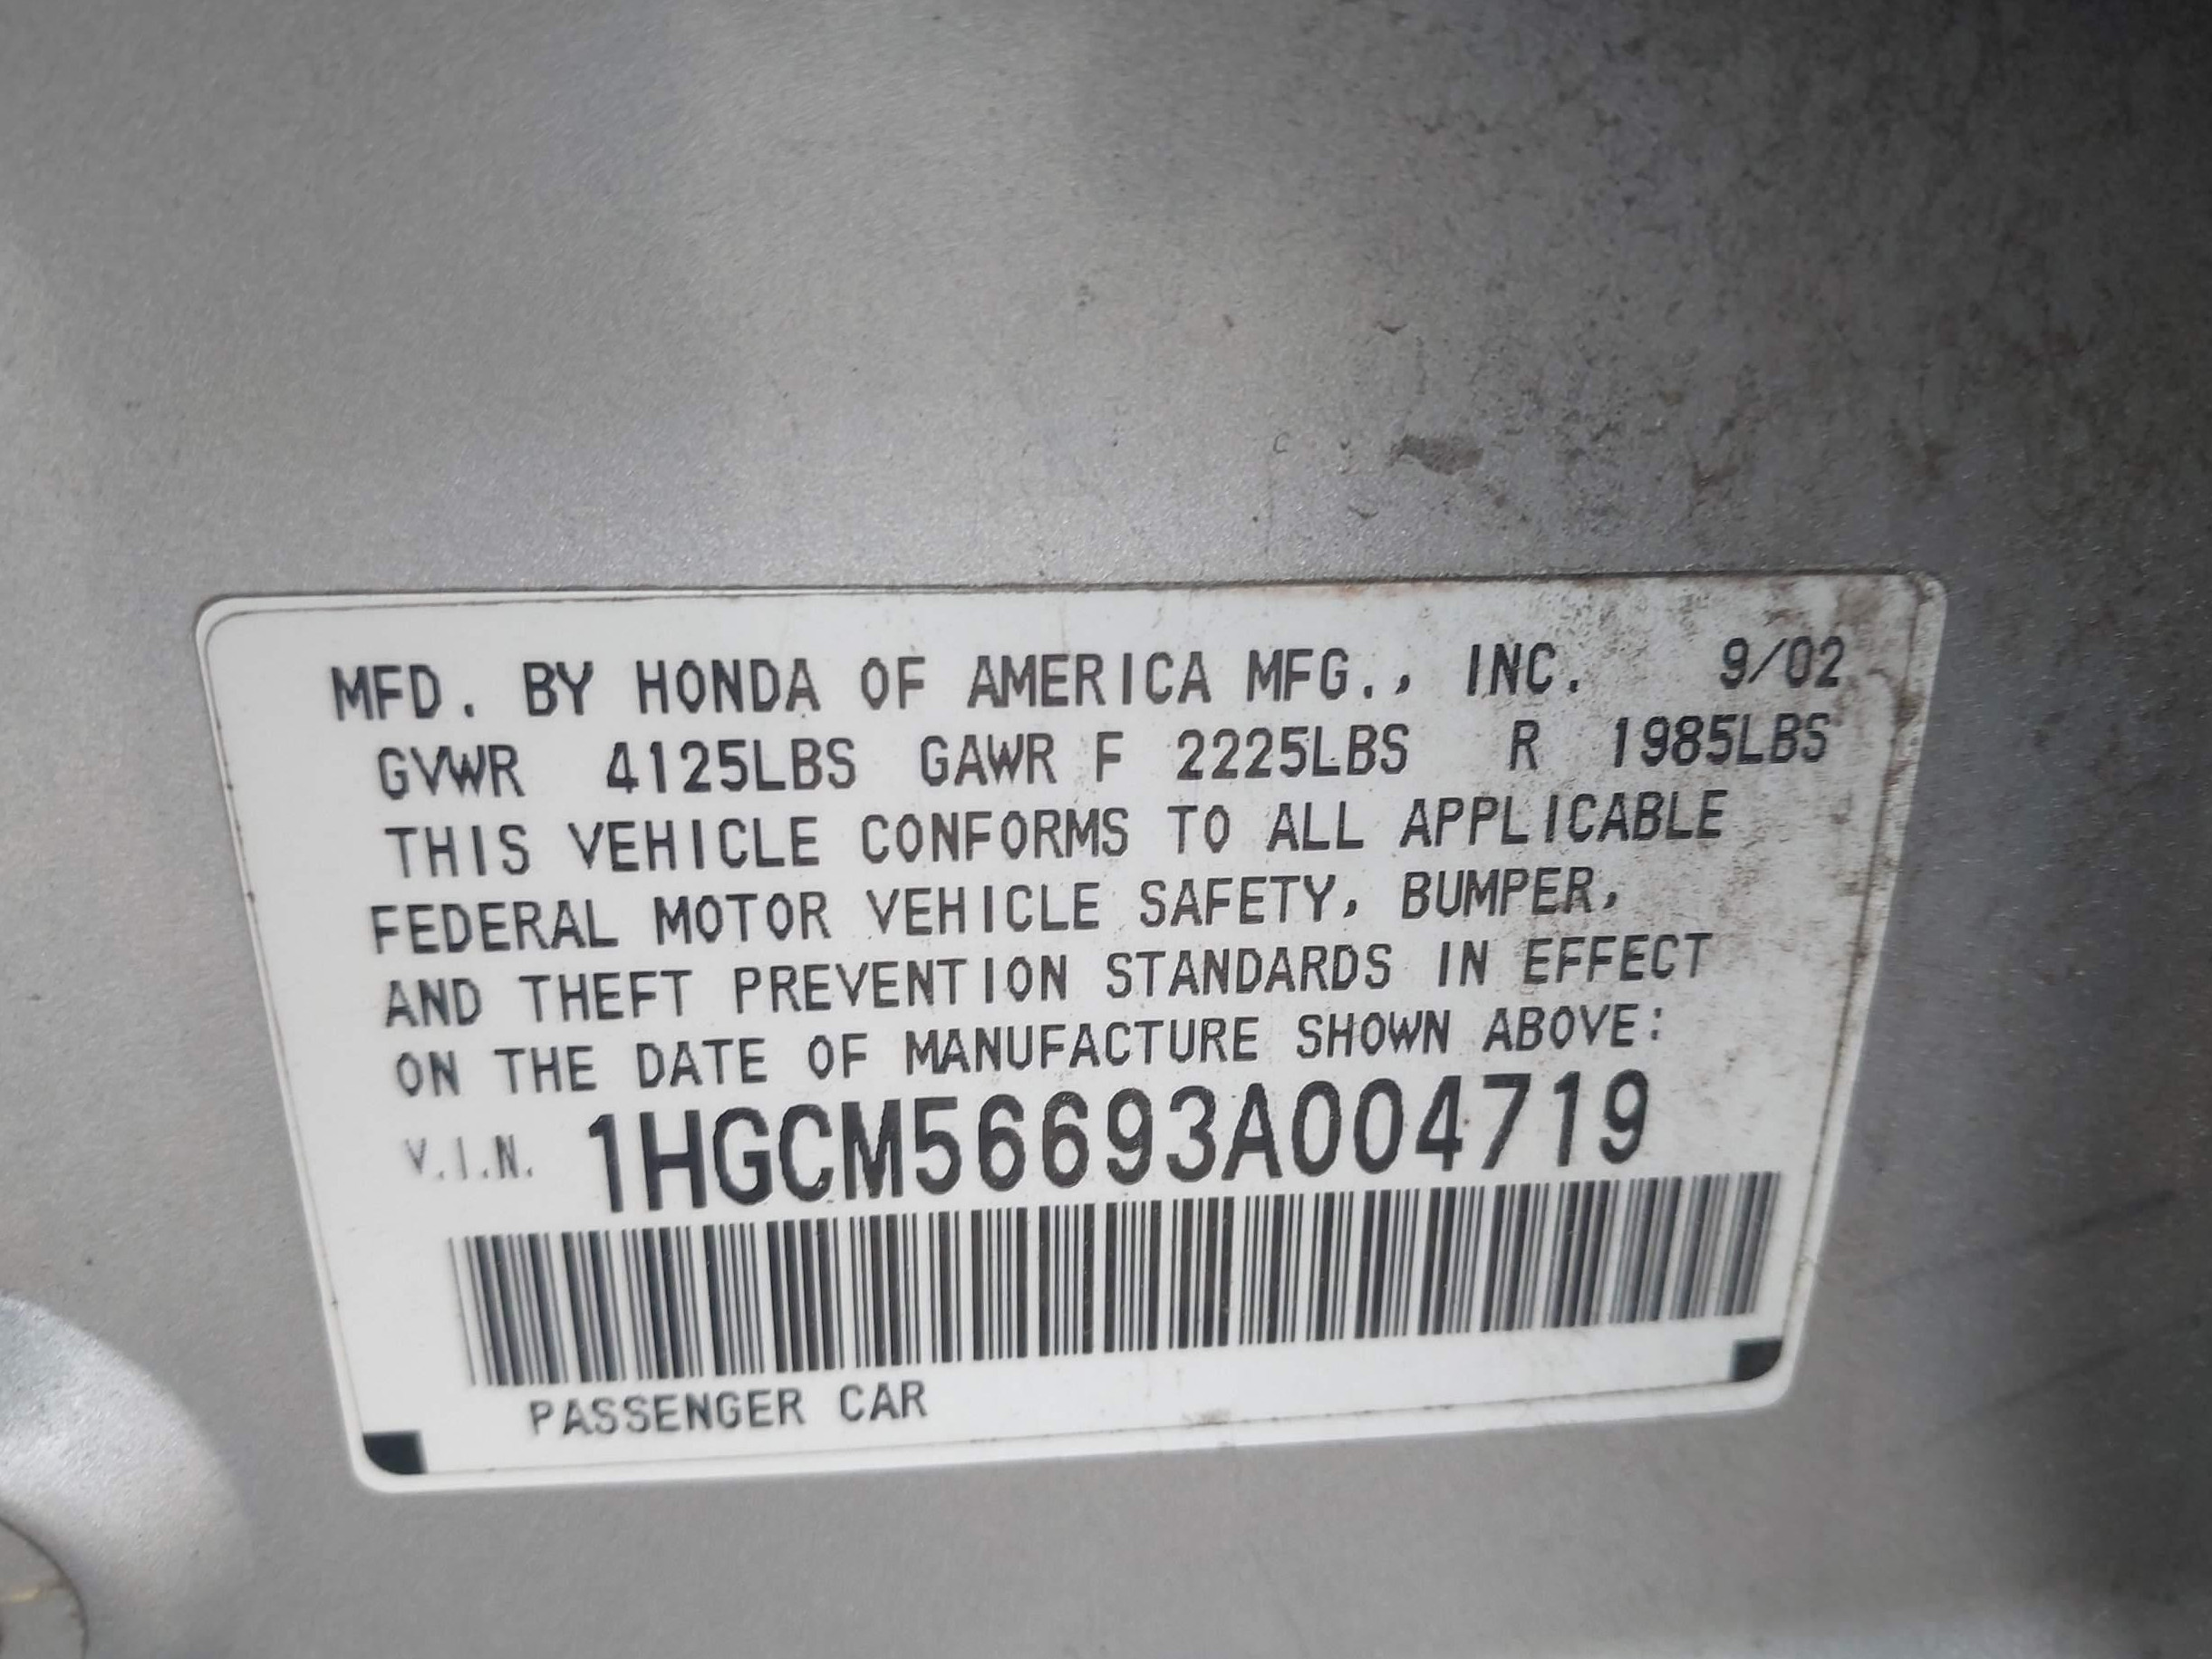 MFD. BY HONDA OF AMERICA MFG., INC. 9/02
GVWR 4125LBS GAWR F 2225LBS R 1985LBS
THIS VEHICLE CONFORMS TO ALL APPLICABLE
FEDERAL MOTOR VEHICLE SAFETY, BUMPER,
AND THEFT PREVENTION STANDARDS IN EFFECT
ON THE DATE OF MANUFACTURE SHOWN ABOVE:
V.I.N. 1HGCM56693A004719
PASSENGER CAR